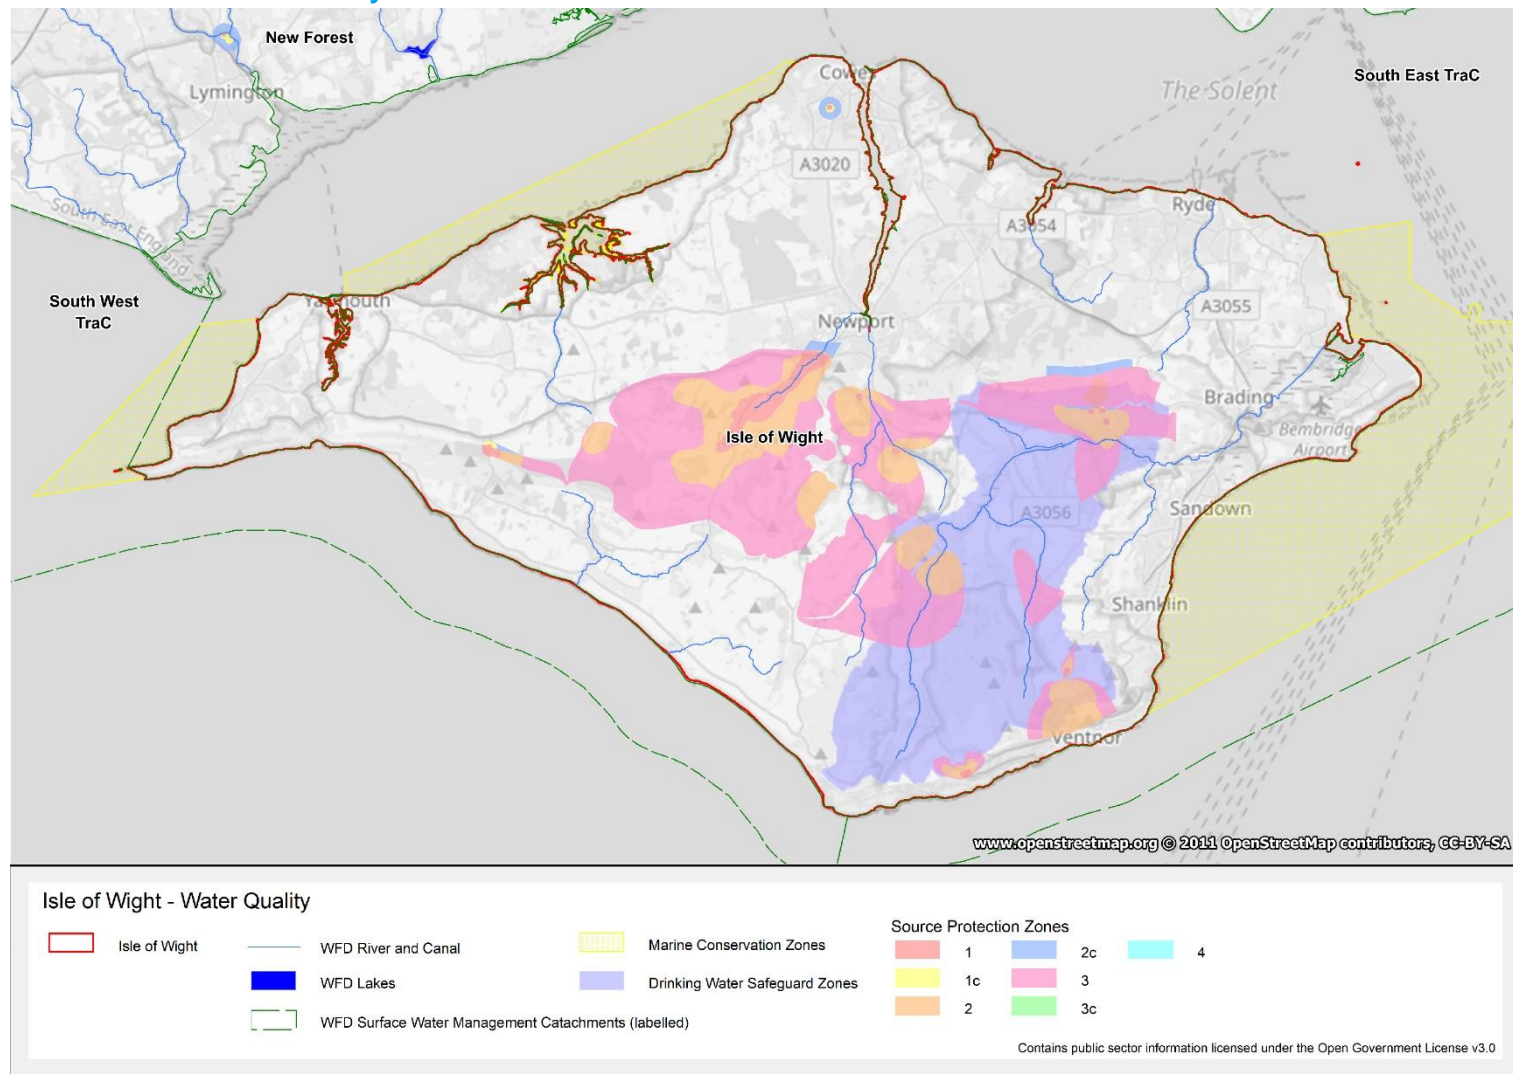 New Forest
South East TraC
Cowes
The Solent
Lymington
A3020
Ryde
A3054
South East England
South West
TraC
Yarmouth
A3055
Newport
Brading
Bembridge
Airport
Isle of Wight
Sandown
A3056
Shanklin
Ventnor
www.openstreetmap.org © 2011 OpenStreetMap contributors, CC-BY-SA
Isle of Wight - Water Quality
Isle of Wight
WFD River and Canal
WFD Lakes
WFD Surface Water Management Catachments (labelled)
Marine Conservation Zones
Drinking Water Safeguard Zones
Source Protection Zones
1
1c
2
2c
3
3c
4
Contains public sector information licensed under the Open Government License v3.0